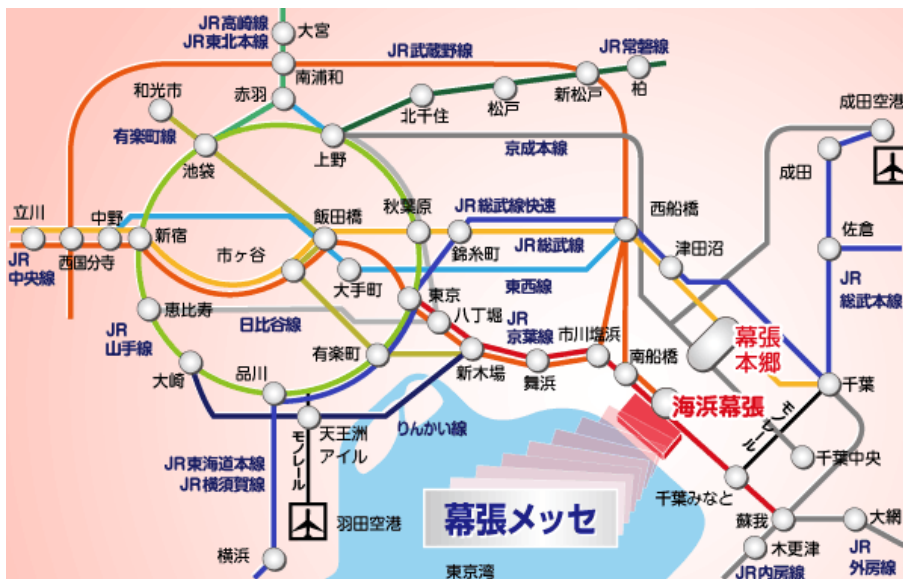 JR高崎線
JR東北本線
大宮
JR武蔵野線
JR常磐線
南浦和
和光市
赤羽
北千住
松戸
新松戸
柏
成田空港
有楽町線
池袋
上野
京成本線
成田
立川
中野
新宿
飯田橋
秋葉原
JR総武線快速
西船橋
佐倉
西国分寺
市ヶ谷
錦糸町
JR総武線
津田沼
JR
中央線
大手町
東西線
JR
総武本線
恵比寿
日比谷線
東京
八丁堀
JR
京葉線
市川塩浜
幕張
本郷
JR
山手線
有楽町
新木場
舞浜
南船橋
大崎
品川
海浜幕張
千葉
モノレール
天王洲
アイル
りんかい線
モノレール
千葉中央
JR東海道本線
JR横須賀線
千葉みなと
羽田空港
幕張メッセ
蘇我
大網
横浜
東京湾
木更津
JR内房線
JR
外房線